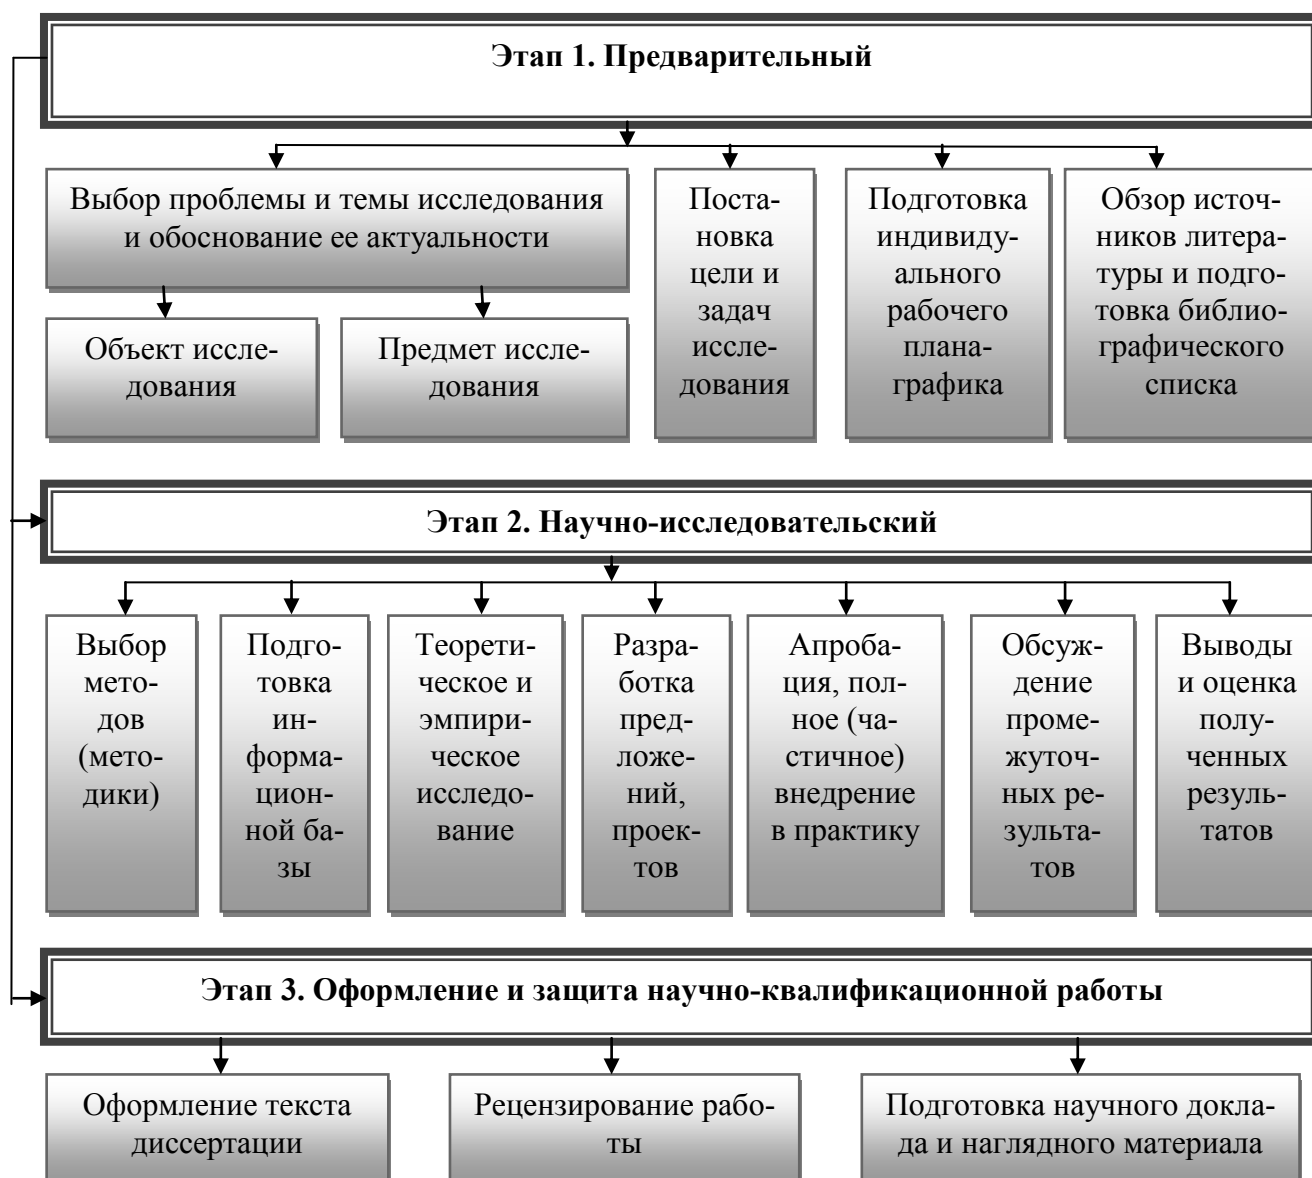 Этап 1. Предварительный
Выбор проблемы и темы исследования
и обоснование ее актуальности
Объект иссле-
дования
Предмет иссле-
дования
Поста-
новка
цели и
задач
иссле-
дования
Подготовка
индивиду-
ального
рабочего
плана-
графика
Обзор источ-
ников литера-
туры и подго-
товка библио-
графического
списка
Этап 2. Научно-исследовательский
Выбор
мето-
дов
(мето-
дики)
Подго-
товка
ин-
форма-
цион-
ной ба-
зы
Теорети-
ческое и
эмпири-
ческое
исследо-
вание
Разра-
ботка
пред-
ложе-
ний,
проек-
тов
Апроба-
ция, пол-
ное (ча-
стичное)
внедрение
в практику
Обсуж-
дение
проме-
жуточ-
ных ре-
зульта-
тов
Выводы
и оценка
полу-
ченных
резуль-
татов
Этап 3. Оформление и защита научно-квалификационной работы
Оформление текста
диссертации
Рецензирование рабо-
ты
Подготовка научного докла-
да и наглядного материала